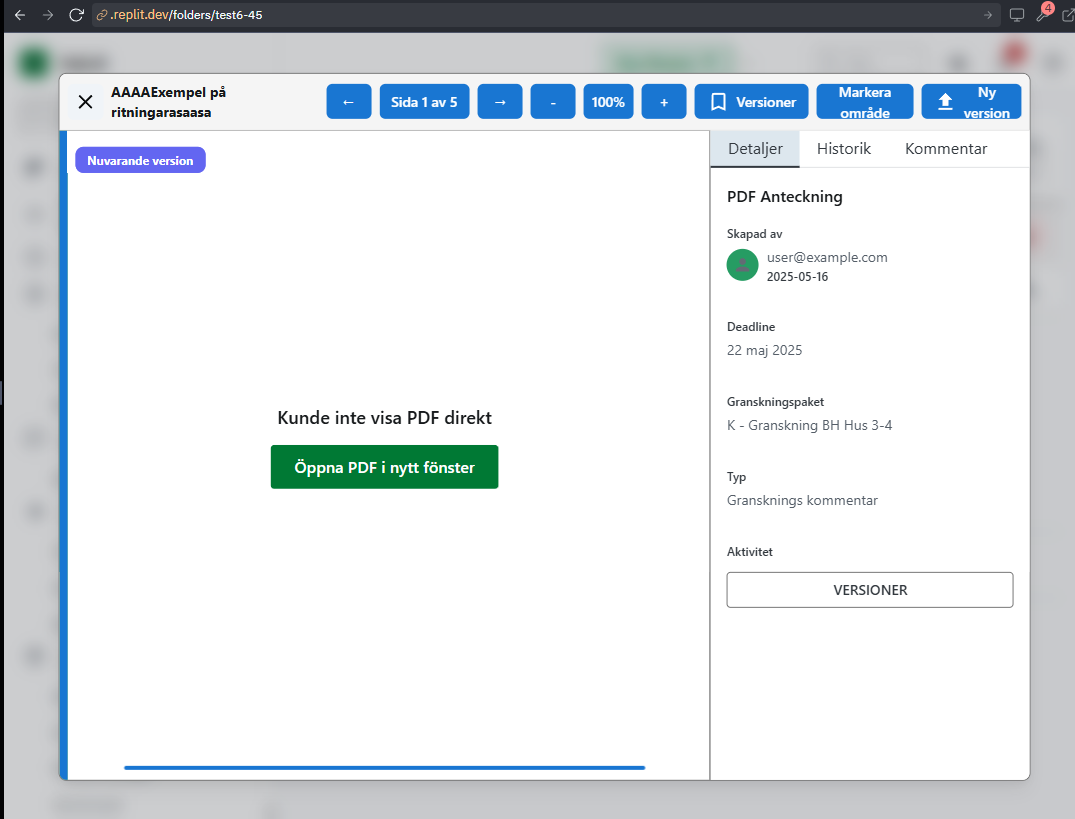 .replit.dev/folders/test6-45
4
AAAAExempel på
ritningarasaasa
←
Sida 1 av 5
→
-
100%
+
Versioner
Markera
område
Ny
version
Nuvarande version
Kunde inte visa PDF direkt
Öppna PDF i nytt fönster
Detaljer
Historik
Kommentar
PDF Anteckning
Skapad av
user@example.com
2025-05-16
Deadline
22 maj 2025
Granskningspaket
K - Granskning BH Hus 3-4
Typ
Gransknings kommentar
Aktivitet
VERSIONER